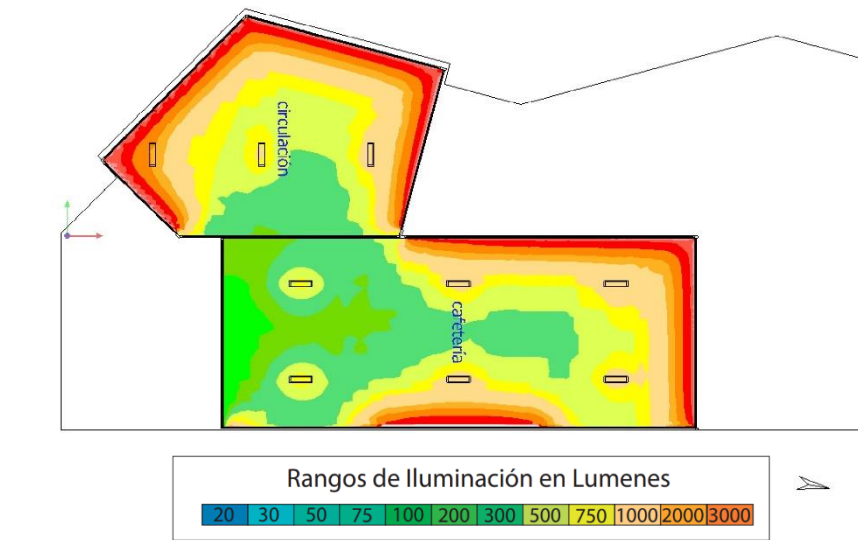 circulación
cafetería
Rangos de Iluminación en Lumenes
20 30 50 75 100 200 300 500 750 1000 2000 3000